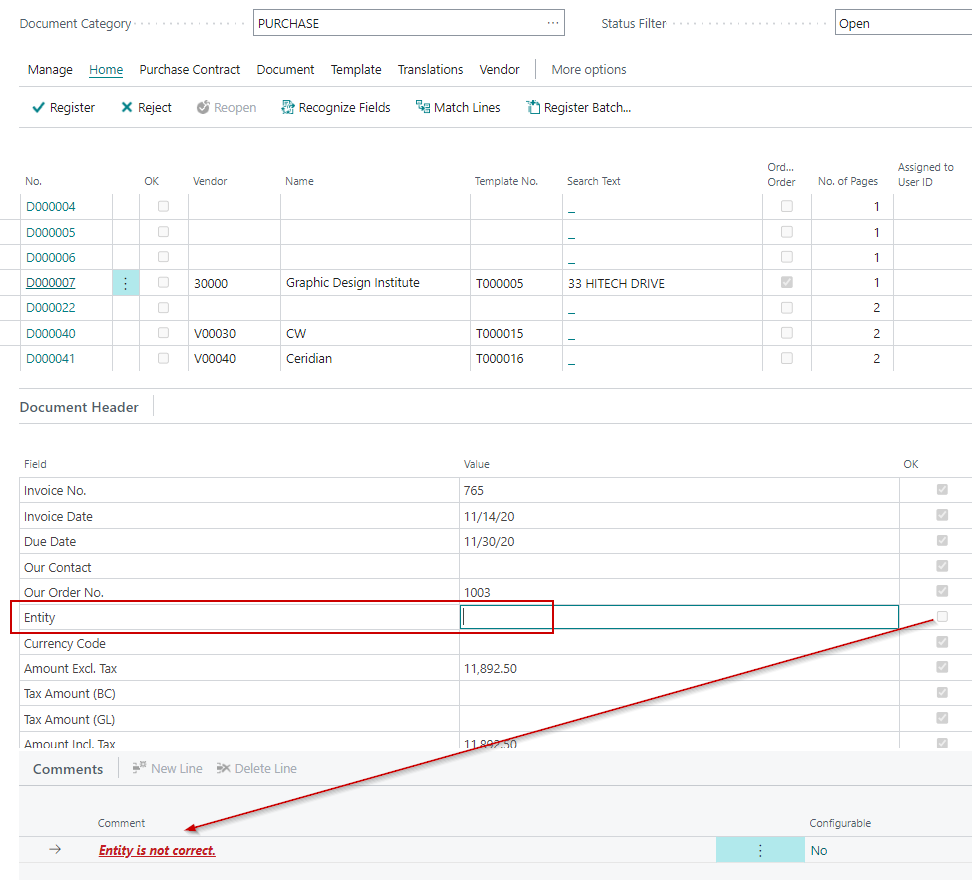 Document Category PURCHASE ... Status Filter Open
Manage Home Purchase Contract Document Template Translations Vendor More options
Register Reject Reopen Recognize Fields Match Lines Register Batch...
No. OK Vendor Name Template No. Search Text Ord... Order No. of Pages Assigned to User ID
D000004 _ 1
D000005 _ 1
D000006 _ 1
D000007 30000 Graphic Design Institute T000005 33 HITECH DRIVE 1
D000022 _ 2
D000040 V00030 CW T000015 _ 2
D000041 V00040 Ceridian T000016 _ 2
Document Header
Field Value OK
Invoice No. 765
Invoice Date 11/14/20
Due Date 11/30/20
Our Contact
Our Order No. 1003
Entity
Currency Code
Amount Excl. Tax 11,892.50
Tax Amount (BC)
Tax Amount (GL)
Amount Incl. Tax 11,892.50
Comments New Line Delete Line
Comment Configurable
Entity is not correct. No